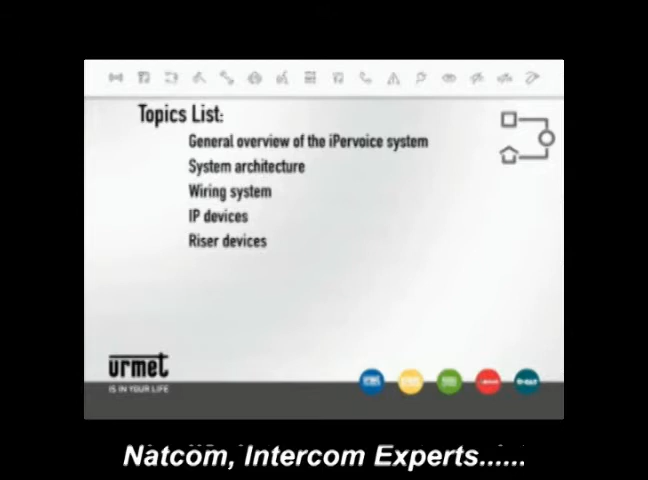 Topics List:
General overview of the iPervoice system
System architecture
Wiring system
IP devices
Riser devices
urmet
IS IN YOUR LIFE
Natcom, Intercom Experts......